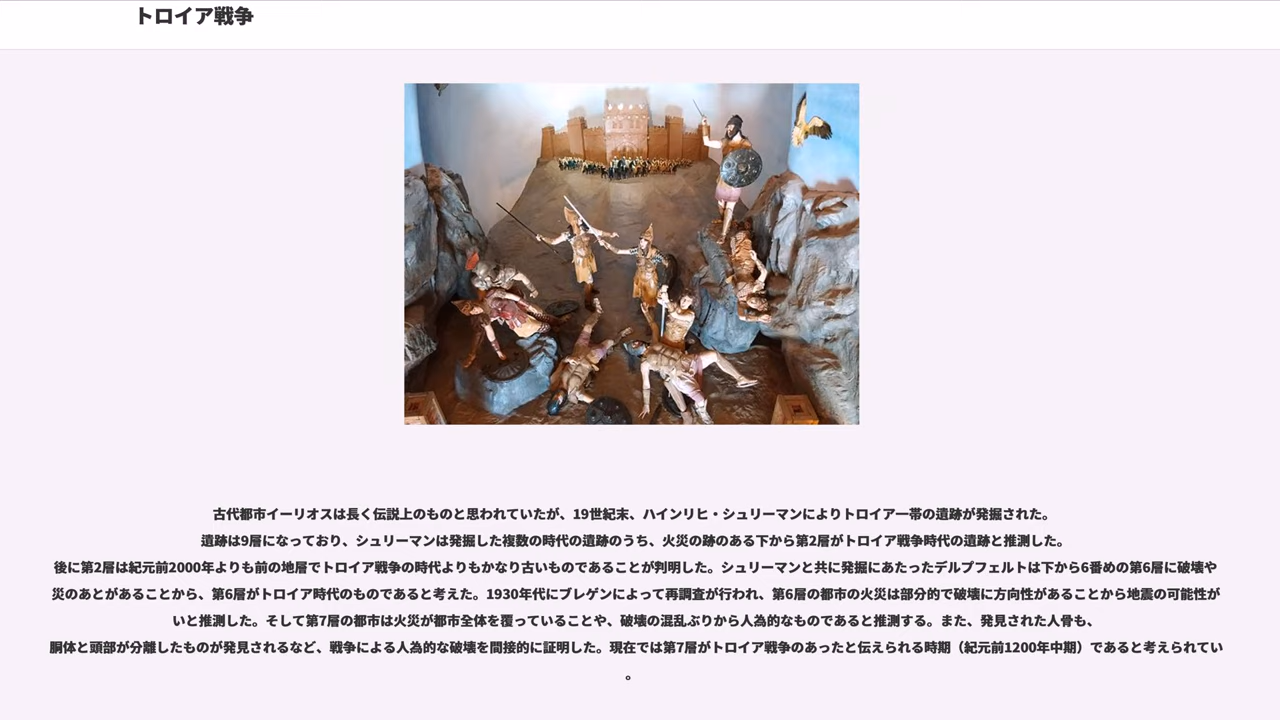 トロイア戦争
古代都市イーリオスは長く伝説上のものと思われていたが、19世紀末、ハインリヒ・シュリーマンによりトロイア一帯の遺跡が発掘された。
遺跡は9層になっており、シュリーマンは発掘した複数の時代の遺跡のうち、火災の跡のある下から第2層がトロイア戦争時代の遺跡と推測した。
後に第2層は紀元前2000年よりも前の地層でトロイア戦争の時代よりもかなり古いものであることが判明した。シュリーマンと共に発掘にあたったデルプフェルトは下から6番めの第6層に破壊や
災のあとがあることから、第6層がトロイア時代のものであると考えた。1930年代にブレゲンによって再調査が行われ、第6層の都市の火災は部分的で破壊に方向性があることから地震の可能性が
いと推測した。そして第7層の都市は火災が都市全体を覆っていることや、破壊の混乱ぶりから人為的なものであると推測する。また、発見された人骨も、
胴体と頭部が分離したものが発見されるなど、戦争による人為的な破壊を間接的に証明した。現在では第7層がトロイア戦争のあったと伝えられる時期（紀元前1200年中期）であると考えられてい
。